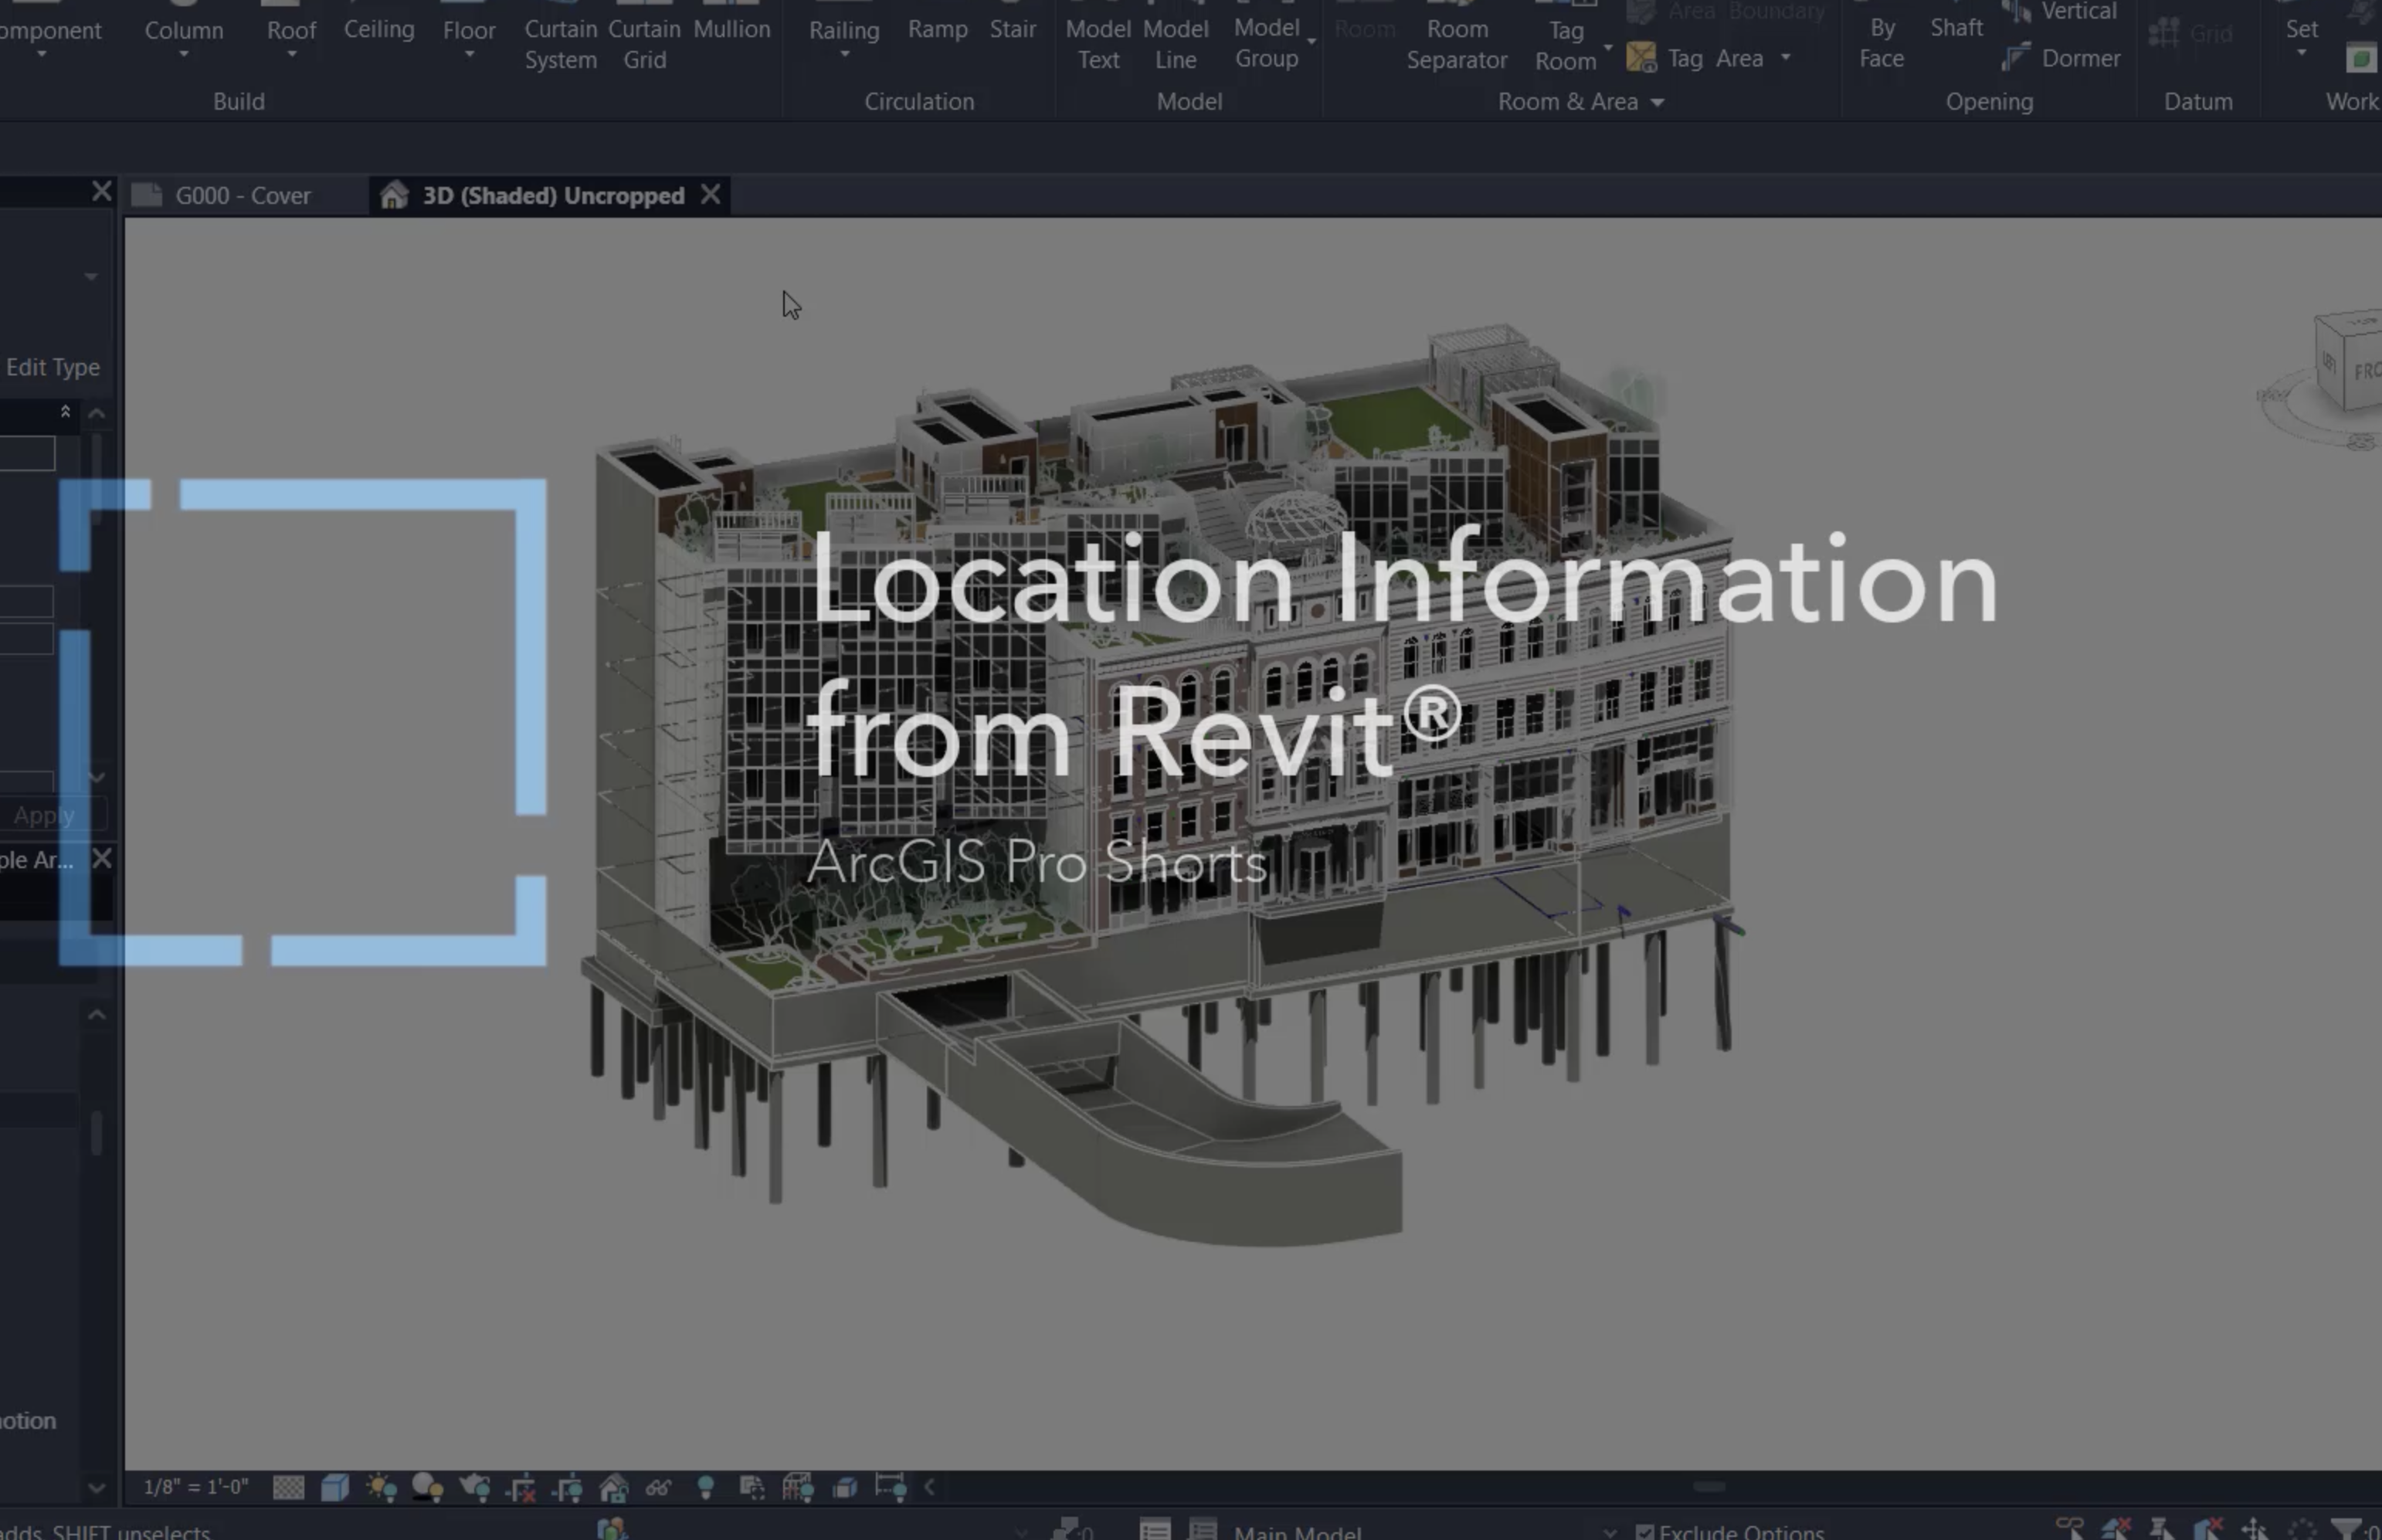 Column Roof Ceiling Floor Curtain System Curtain Grid Mullion Railing Ramp Stair Model Text Model Line Model Group Room Room Separator Tag Room Area Boundary Tag Area By Face Shaft Vertical Dormer Grid Set
Build Circulation Model Room & Area Opening Datum Work
G000 - Cover 3D (Shaded) Uncropped
Edit Type
LEFT
Location Information
from Revit®
Apply
ple Ar...
ArcGIS Pro Shorts
1/8" = 1'-0"
adds, SHIFT unselects
:0
Main Model
Exclude Options